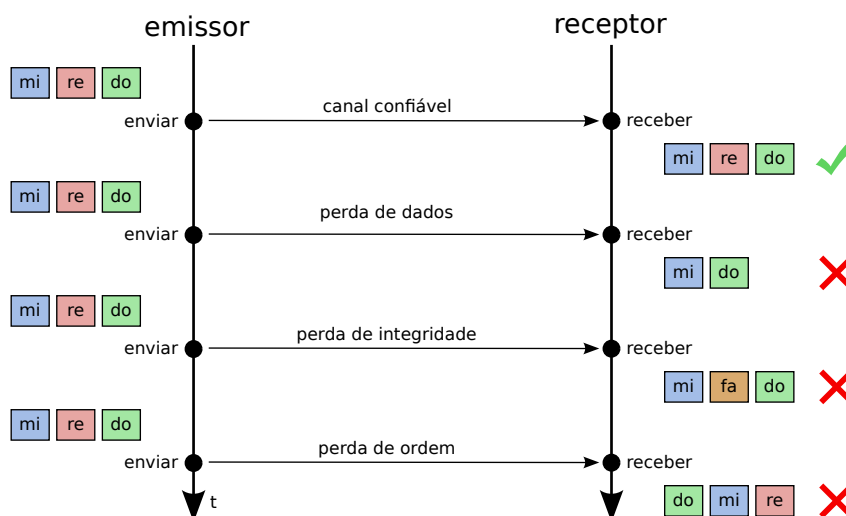 emissor receptor
mi re do
canal confiável
enviar receber
mi re do
mi re do
perda de dados
enviar receber
mi do
mi re do
perda de integridade
enviar receber
mi fa do
mi re do
perda de ordem
enviar receber
t
do mi re